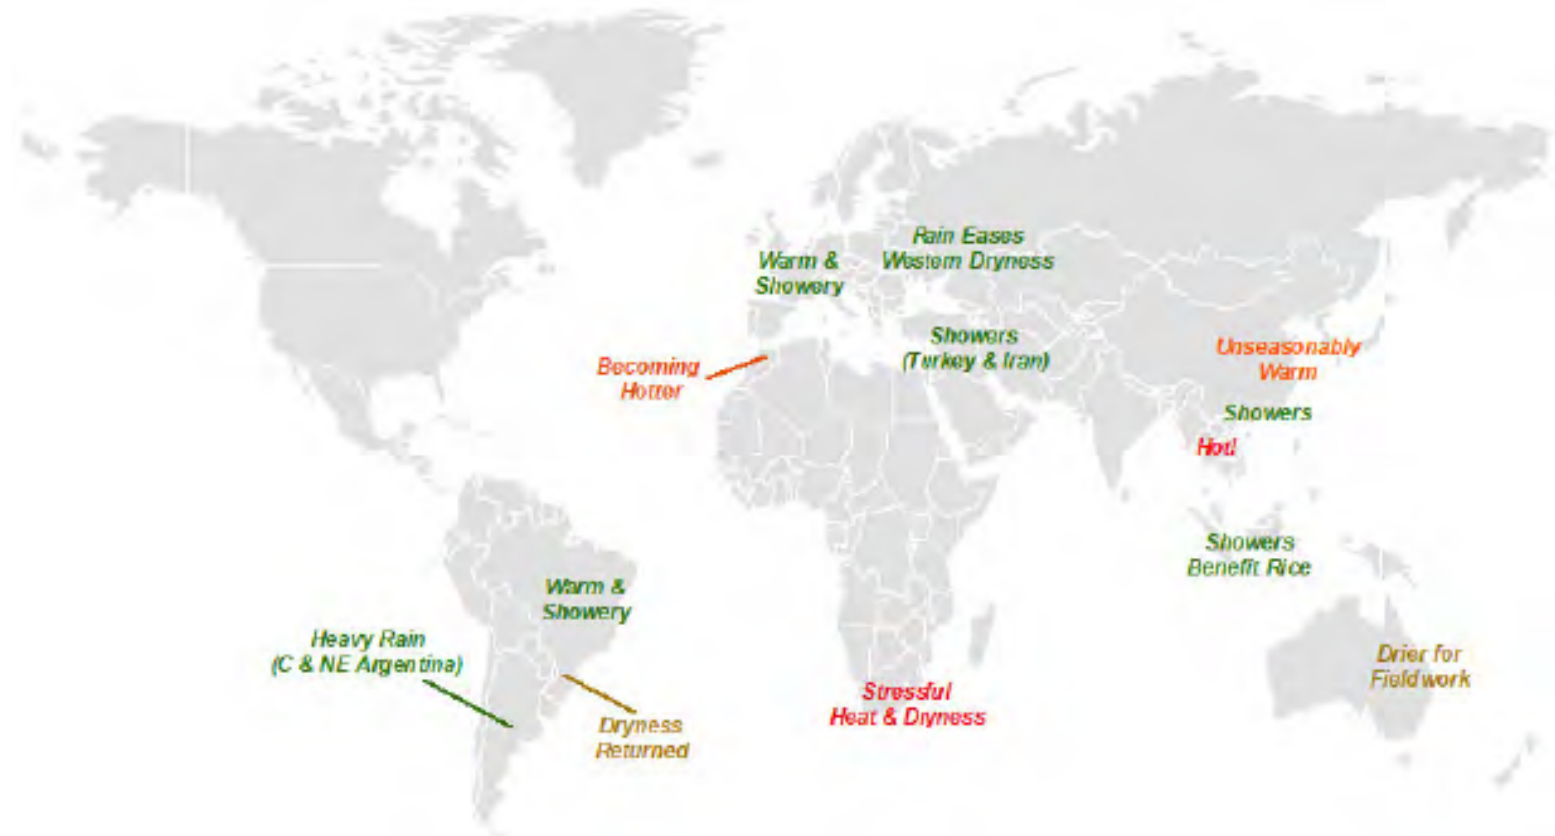 Rain Eases
Western Dryness
Warm &
Showery
Showers
(Turkey & Iran)
Unseasonably
Warm
Becoming
Hotter
Showers
Hot!
Showers
Benefit Rice
Warm &
Showery
Heavy Rain
(C & NE Argentina)
Drier for
Fieldwork
Stressful
Heat & Dryness
Dryness
Returned